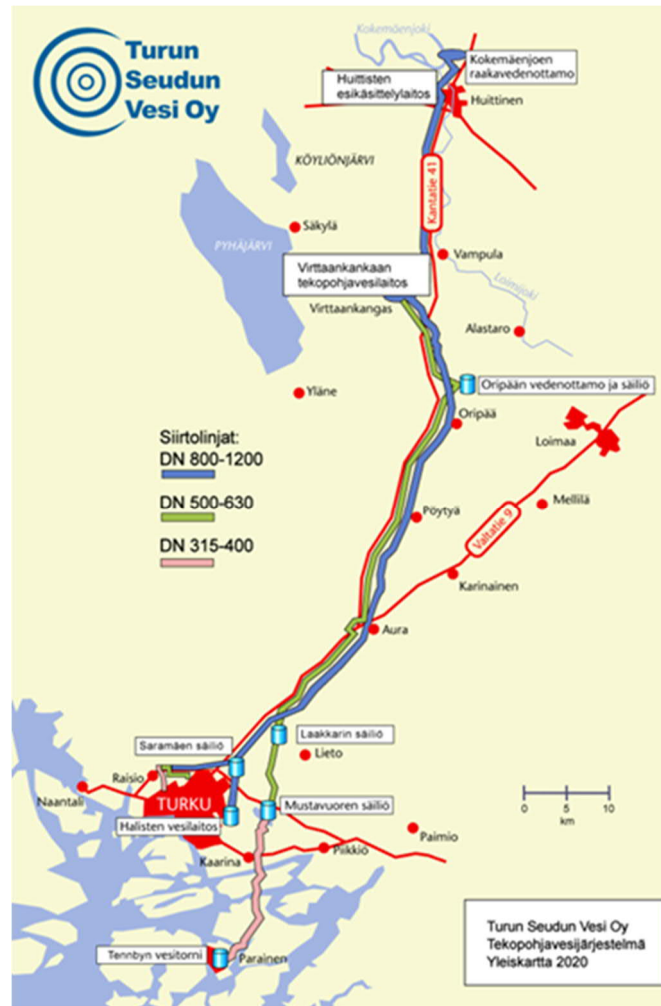 Turun
Seudun
Vesi Oy
Kokemäenjoki
Kokemäenjoen
raakavedenottamo
Huittisten
esikäsittelylaitos
Huittinen
KÖYLIÖNJÄRVI
Kantatie 41
Säkylä
PYHÄJÄRVI
Vampula
Virttaankankaan
tekopohjavesilaitos
Loimijoki
Virttaankangas
Alastaro
Oripään vedenottamo ja säiliö
Yläne
Oripää
Loimaa
Siirtolinjat:
DN 800-1200
DN 500-630
DN 315-400
Mellilä
Pöytyä
Valtatie 9
Karinainen
Aura
Saramäen säiliö
Laakkarin säiliö
Lieto
Raisio
Naantali
TURKU
Mustavuoren säiliö
Halisten vesilaitos
Paimio
Piikkiö
Kaarina
0 5 10
km
Tennbyn vesitorni
Parainen
Turun Seudun Vesi Oy
Tekopohjavesijärjestelmä
Yleiskartta 2020